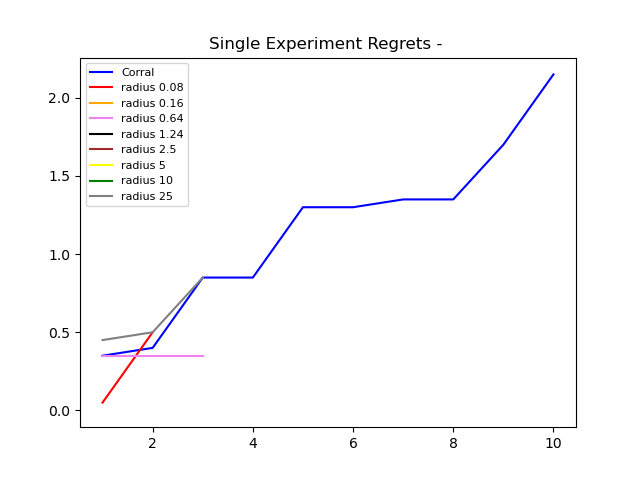 Single Experiment Regrets -
Corral
radius 0.08
radius 0.16
radius 0.64
radius 1.24
radius 2.5
radius 5
radius 10
radius 25
2.0
1.5
1.0
0.5
0.0
2 4 6 8 10